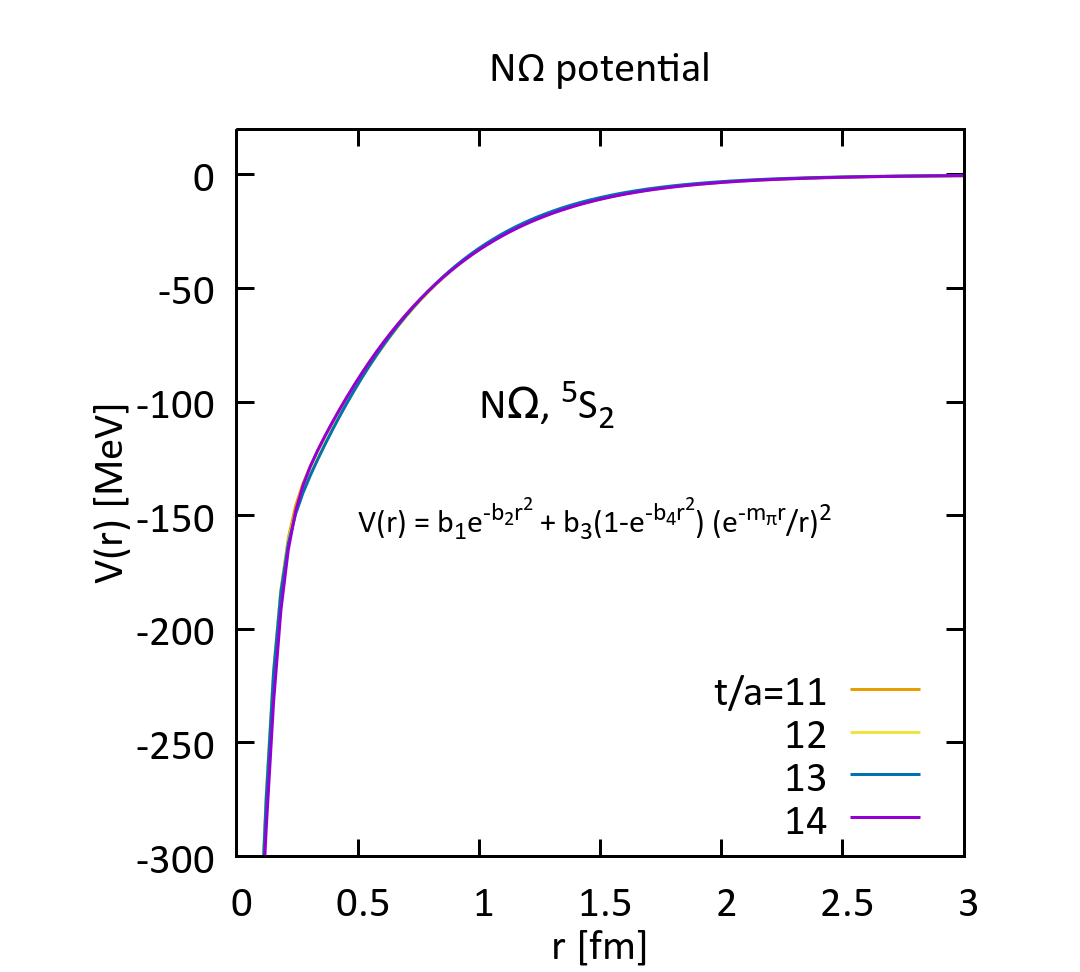 NΩ potential
0
-50
-100
-150
-200
-250
-300
V(r) [MeV]
NΩ, ⁵S₂
V(r) = b₁e^{-b₂r²} + b₃(1-e^{-b₄r²}) (e^{-m_πr}/r)²
t/a=11
12
13
14
0 0.5 1 1.5 2 2.5 3
r [fm]